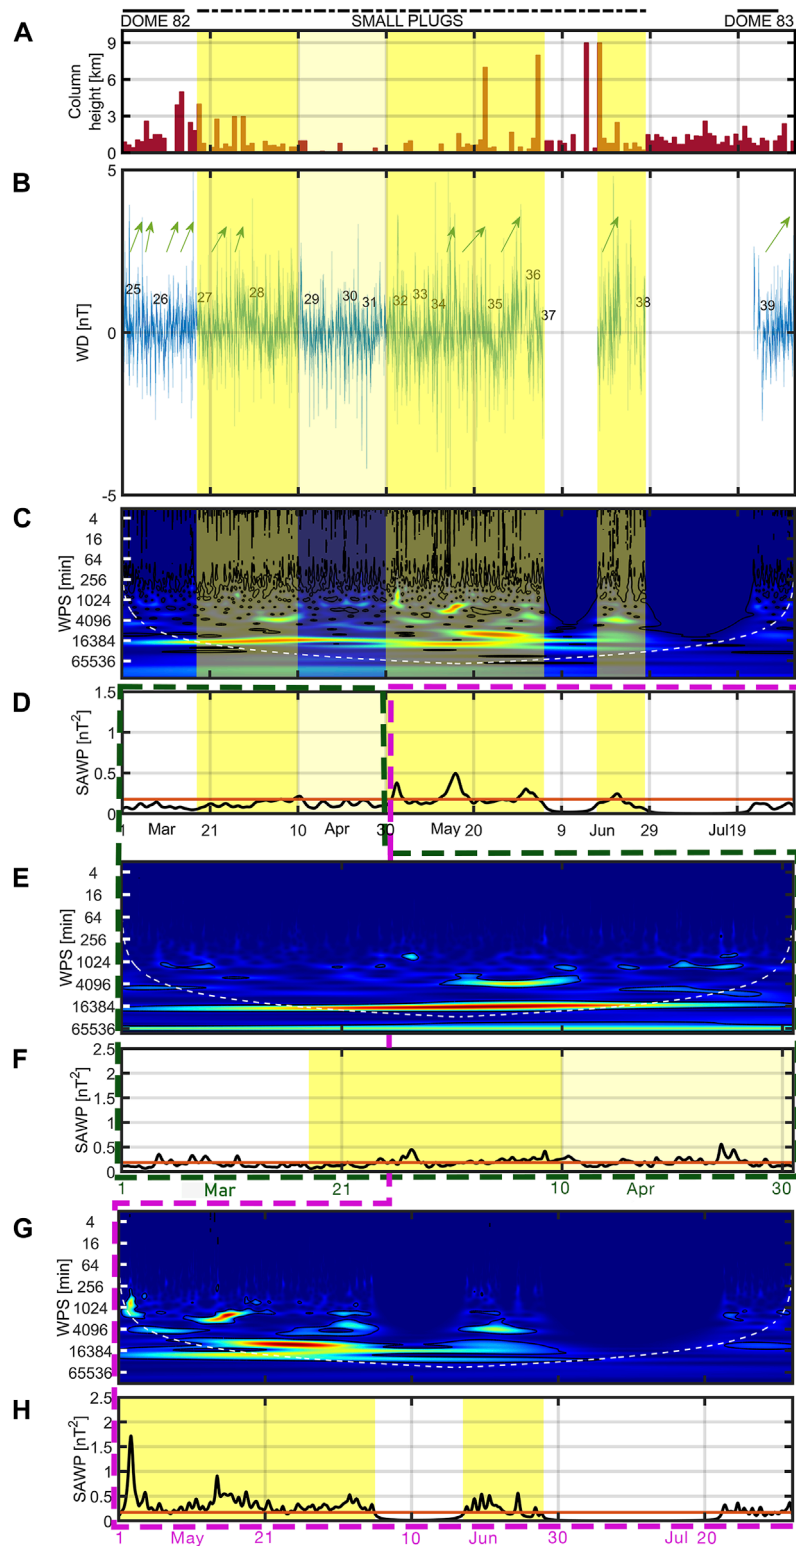 DOME 82 SMALL PLUGS DOME 83
A
Column
height [km]
9
6
3
0
B
WD [nT]
5
0
-5
25 26 27 28 29 30 31 32 33 34 35 36 37 38 39
C
WPS [min]
4
16
64
256
1024
4096
16384
65536
D
SAWP [nT2]
1.5
1
0.5
0
1 Mar 21 10 Apr 30 May 20 9 Jun 29 Jul19
E
WPS [min]
4
16
64
256
1024
4096
16384
65536
F
SAWP [nT2]
2.5
2
1.5
1
0.5
0
1 Mar 21 10 Apr 30
G
WPS [min]
4
16
64
256
1024
4096
16384
65536
H
SAWP [nT2]
2.5
2
1.5
1
0.5
0
1 May 21 10 Jun 30 Jul 20